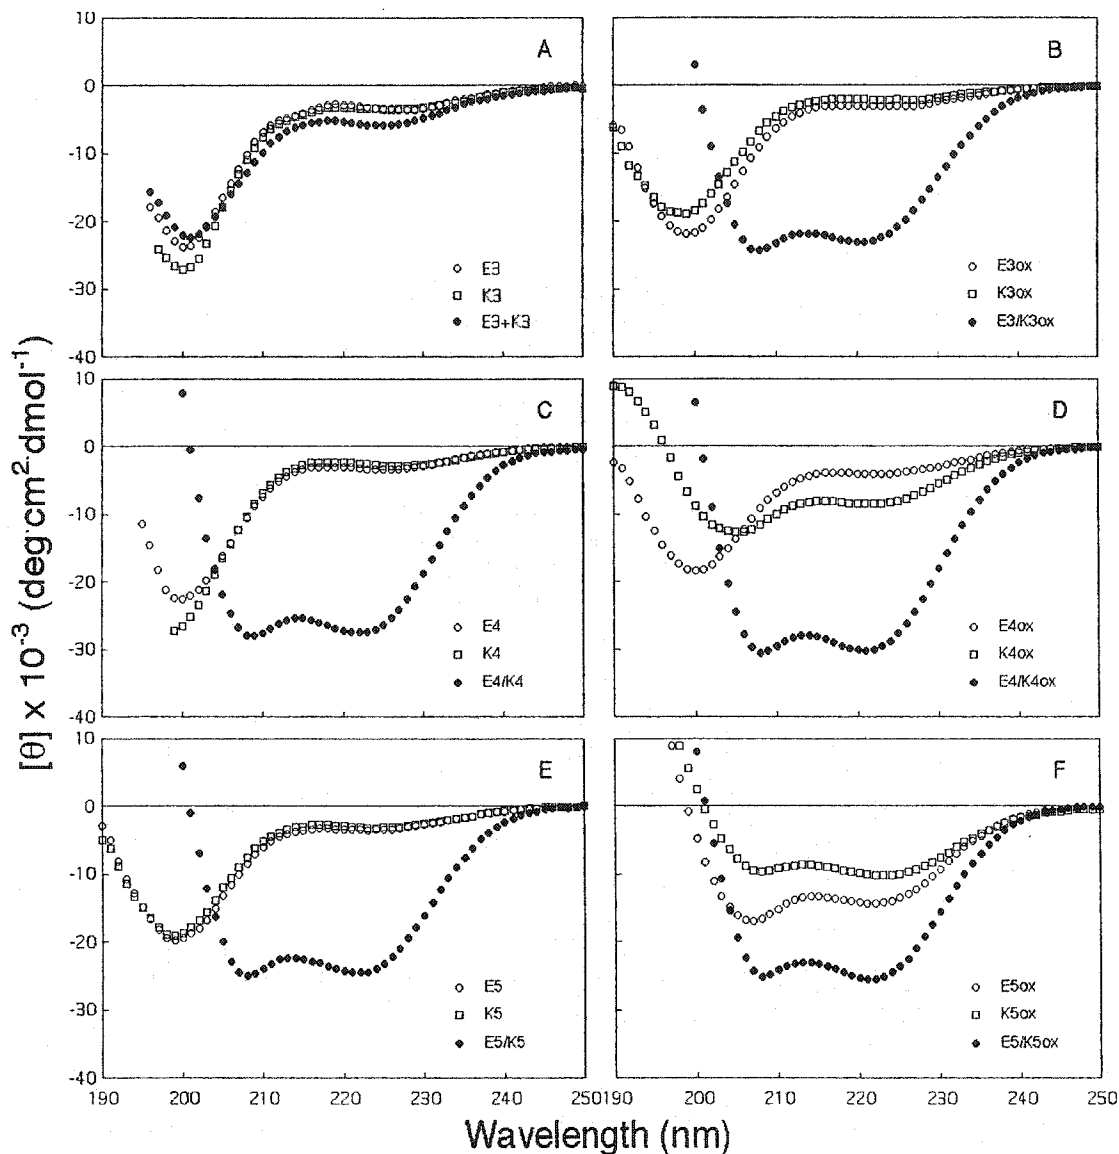 [θ] x 10⁻³ (deg·cm²·dmol⁻¹)
10
0
-10
-20
-30
-40
A
E3
K3
E3+K3
B
E3ox
K3ox
E3/K3ox
10
0
-10
-20
-30
-40
C
E4
K4
E4/K4
D
E4ox
K4ox
E4/K4ox
10
0
-10
-20
-30
-40
E
E5
K5
E5/K5
F
E5ox
K5ox
E5/K5ox
190 200 210 220 230 240 250 190 200 210 220 230 240 250
Wavelength (nm)